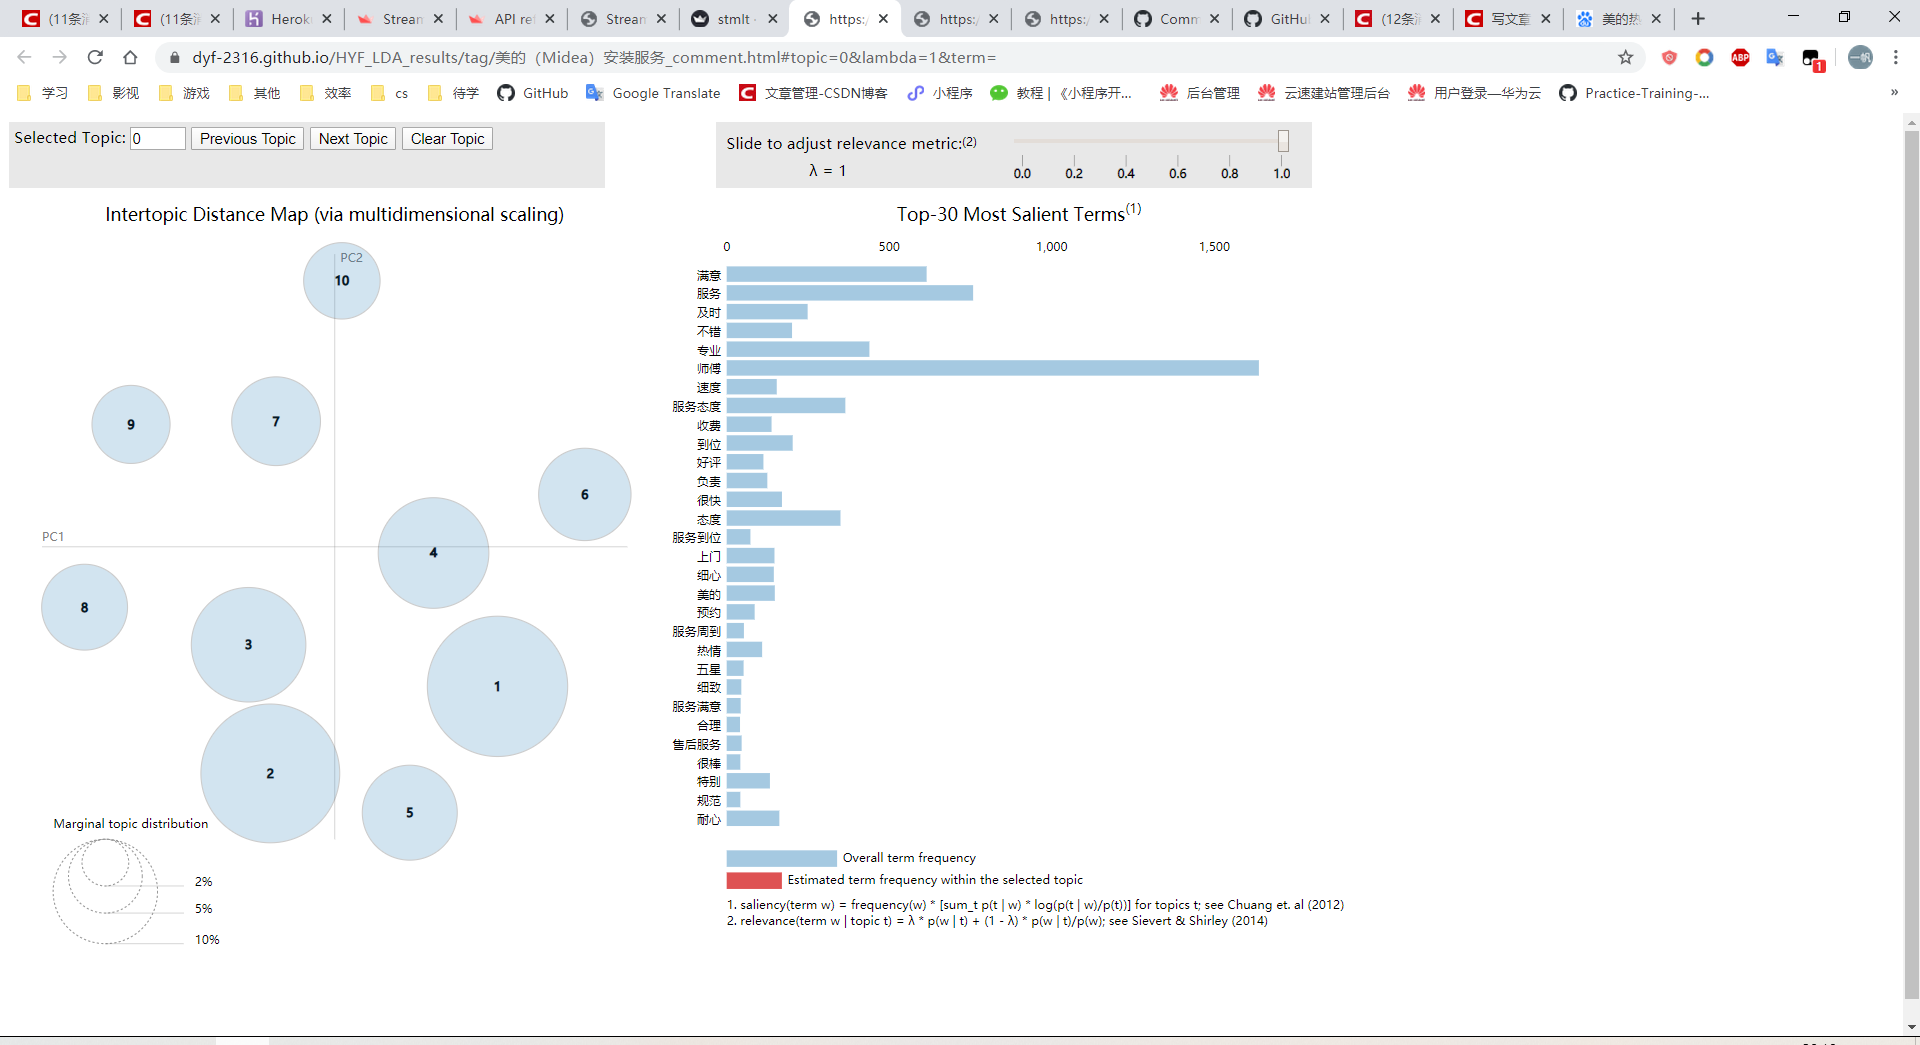 (11条消
(11条消
Heroku
Stream
API re
Stream
stmlt
https:/
https:/
https:/
Comm
GitHub
(12条消
写文章
美的热
dyf-2316.github.io/HYF_LDA_results/tag/美的（Midea）安装服务_comment.html#topic=0&lambda=1&term=
ABP
1
一帆
学习
影视
游戏
其他
效率
cs
待学
GitHub
Google Translate
文章管理-CSDN博客
小程序
教程 | 《小程序开...
后台管理
云速建站管理后台
用户登录—华为云
Practice-Training-...
»
Selected Topic: 0 Previous Topic Next Topic Clear Topic
Slide to adjust relevance metric:(2)
λ = 1
0.0 0.2 0.4 0.6 0.8 1.0
Intertopic Distance Map (via multidimensional scaling)
PC2
10
9
7
6
PC1
4
8
3
1
2
5
Marginal topic distribution
2%
5%
10%
Top-30 Most Salient Terms(1)
0 500 1,000 1,500
满意
服务
及时
不错
专业
师傅
速度
服务态度
收费
到位
好评
负责
很快
态度
服务到位
上门
细心
美的
预约
服务周到
热情
五星
细致
服务满意
合理
售后服务
很棒
特别
规范
耐心
Overall term frequency
Estimated term frequency within the selected topic
1. saliency(term w) = frequency(w) * [sum_t p(t | w) * log(p(t | w)/p(t))] for topics t; see Chuang et. al (2012)
2. relevance(term w | topic t) = λ * p(w | t) + (1 - λ) * p(w | t)/p(w); see Sievert & Shirley (2014)